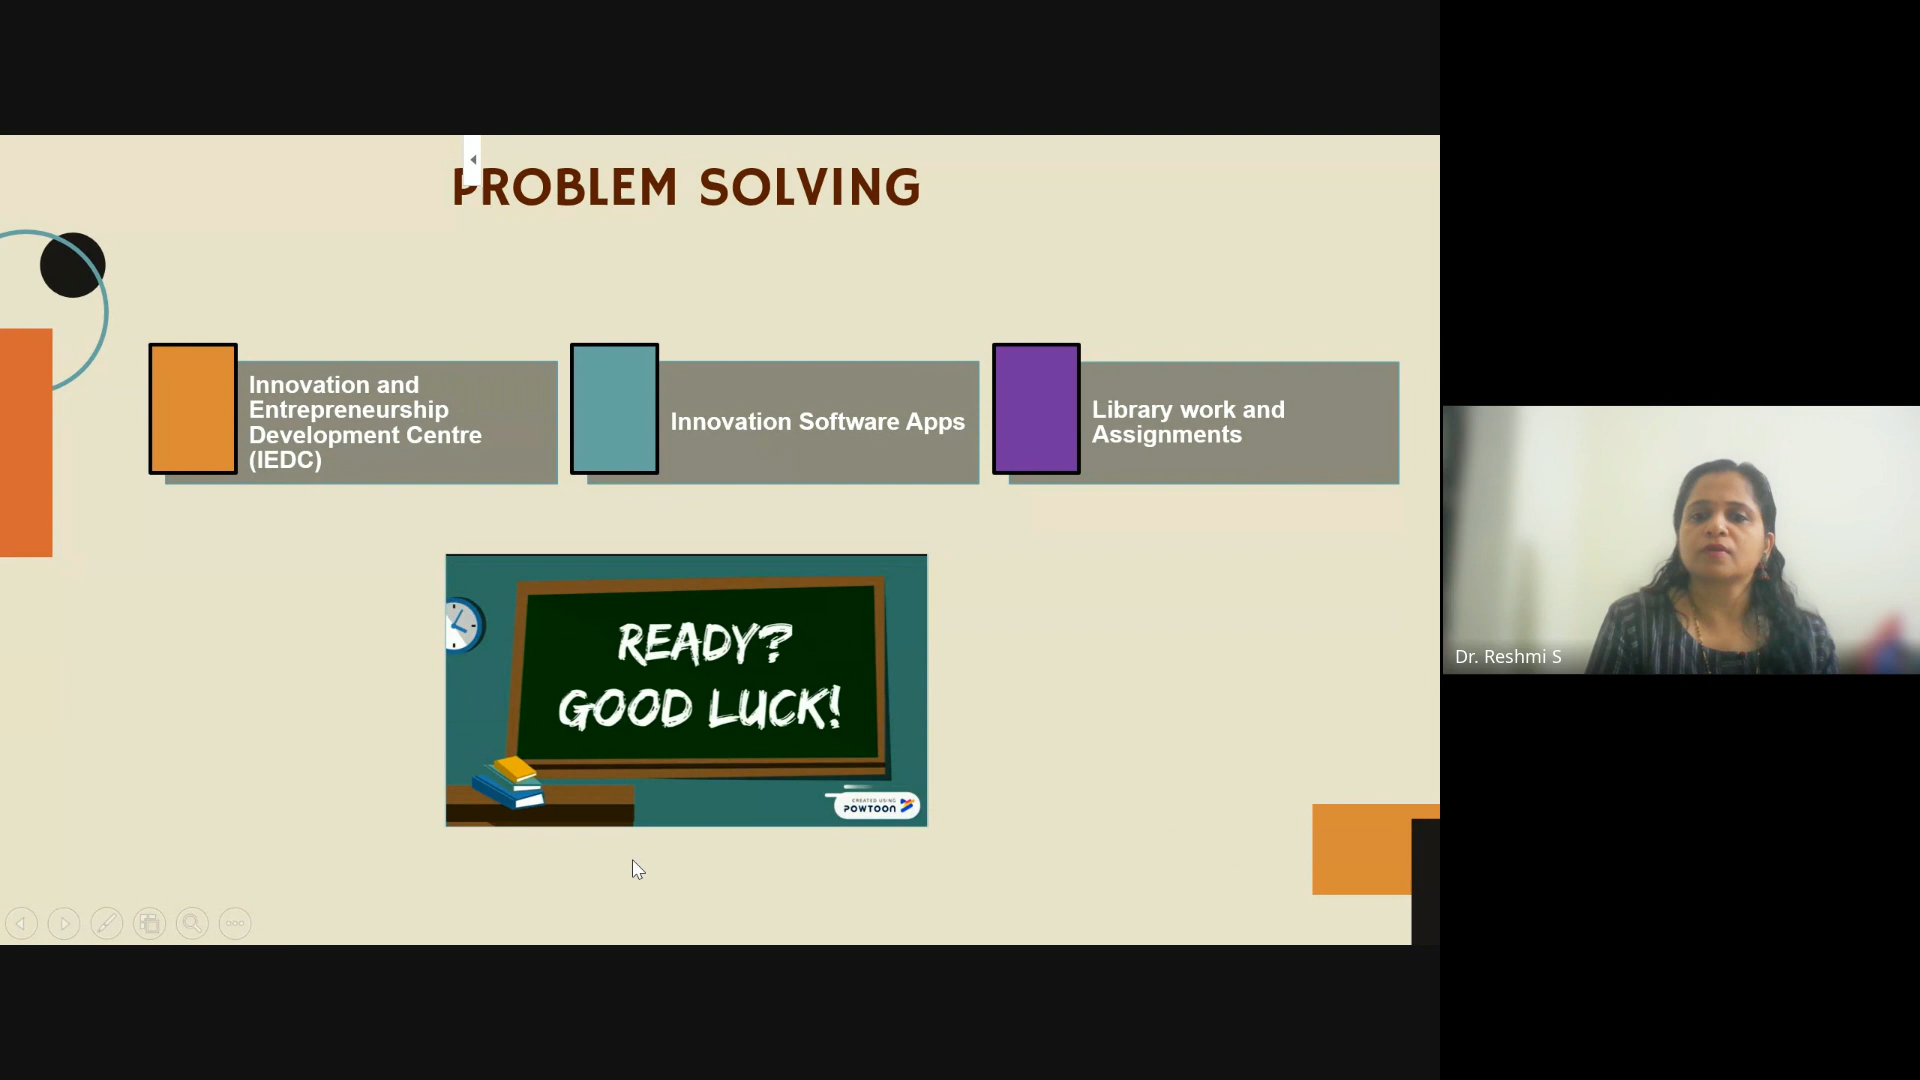 PROBLEM SOLVING
Innovation and
Entrepreneurship
Development Centre
(IEDC)
Innovation Software Apps
Library work and
Assignments
READY?
GOOD LUCK!
CREATED USING
POWTOON
Dr. Reshmi S